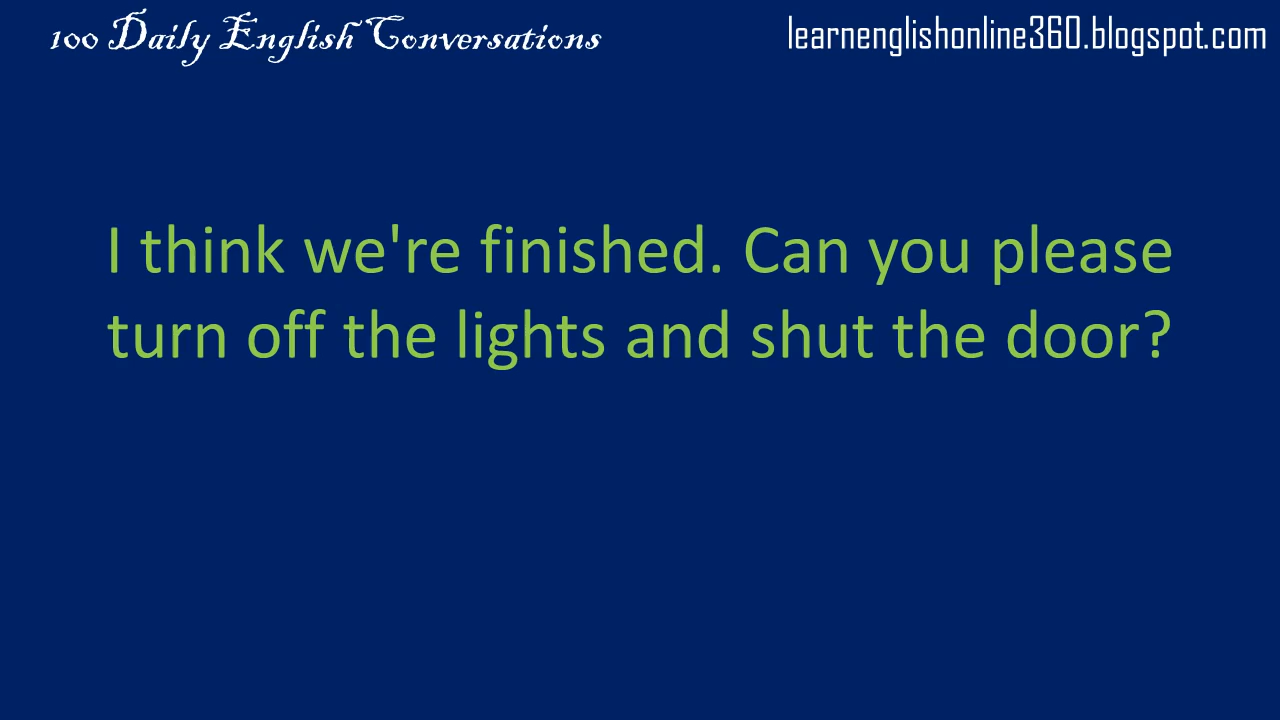 100 Daily English Conversations
learnenglishonline360.blogspot.com
I think we're finished. Can you please
turn off the lights and shut the door?